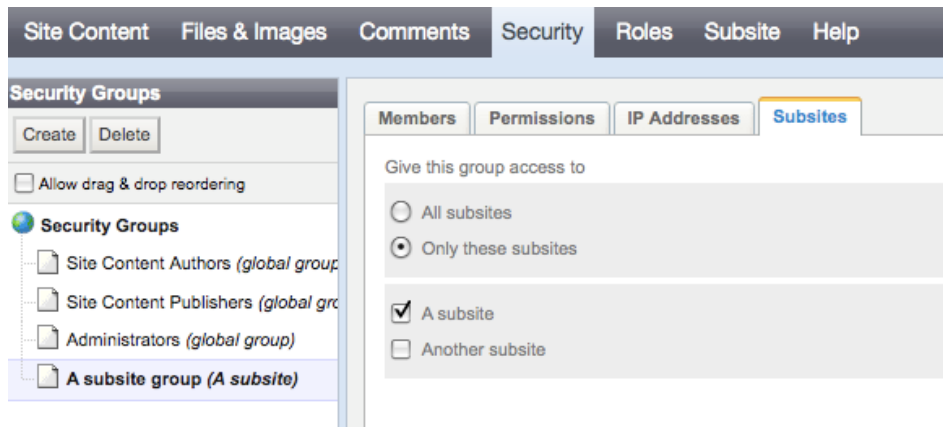 Site Content Files & Images Comments Security Roles Subsite Help
Security Groups
Create Delete
Allow drag & drop reordering
Security Groups
Site Content Authors (global group
Site Content Publishers (global gro
Administrators (global group)
A subsite group (A subsite)
Members Permissions IP Addresses Subsites
Give this group access to
All subsites
Only these subsites
A subsite
Another subsite